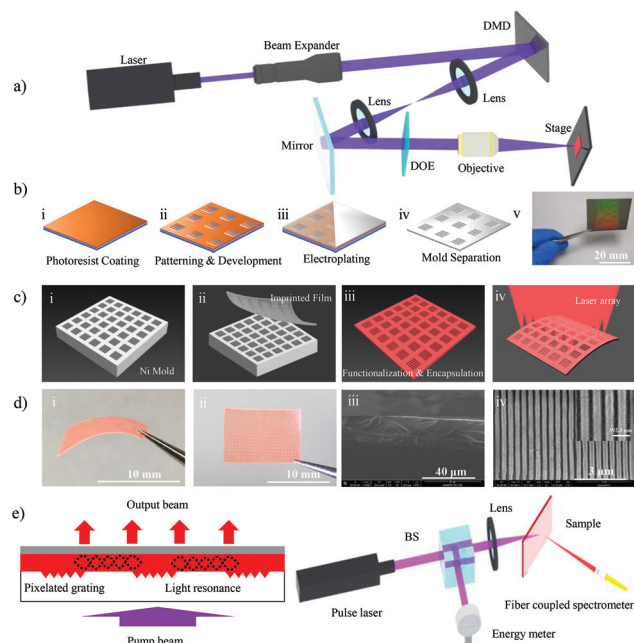 a)
Laser
Beam Expander
DMD
Lens
Lens
Mirror
DOE
Objective
Stage
b)
i
ii
iii
iv
v
Photoresist Coating
Patterning & Development
Electroplating
Mold Separation
20 mm
c)
i
ii
iii
iv
Ni Mold
Imprinted Film
Functionalization & Encapsulation
Laser array
d)
i
ii
iii
iv
10 mm
10 mm
40 µm
3 µm
e)
Output beam
Pixelated grating
Light resonance
Pump beam
Pulse laser
BS
Lens
Sample
Fiber coupled spectrometer
Energy meter